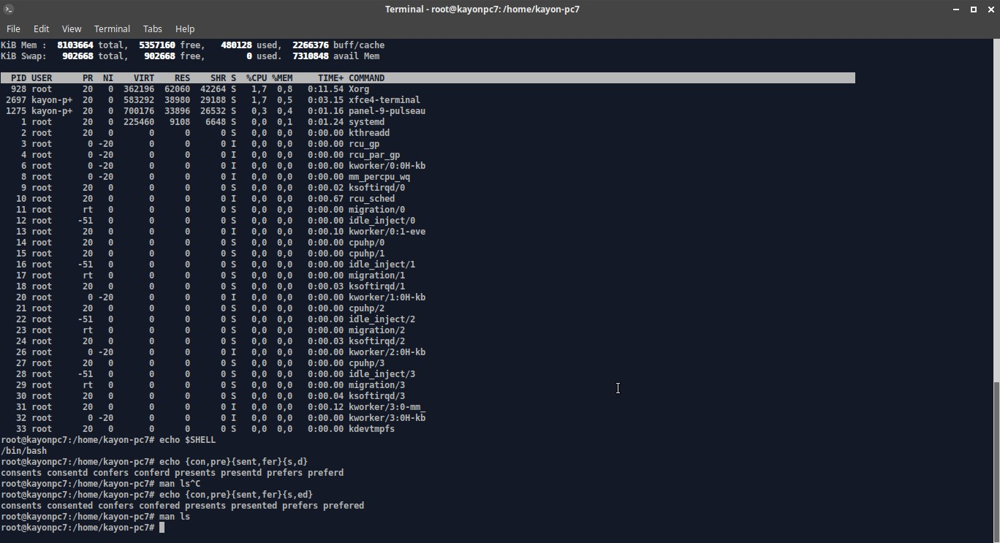 Terminal - root@kayonpc7: /home/kayon-pc7
File Edit View Terminal Tabs Help
KiB Mem :  8103664 total,  5357160 free,   480128 used,  2266376 buff/cache
KiB Swap:   902668 total,   902668 free,        0 used.  7310848 avail Mem
  PID USER      PR  NI    VIRT    RES    SHR S  %CPU %MEM     TIME+ COMMAND
  928 root      20   0  362196  62060  42264 S   1,7  0,8   0:11.54 Xorg
 2697 kayon-p+  20   0  583292  38980  29188 S   1,7  0,5   0:03.15 xfce4-terminal
 1275 kayon-p+  20   0  700176  33896  26532 S   0,3  0,4   0:01.16 panel-9-pulseau
    1 root      20   0  225460   9108   6648 S   0,0  0,1   0:01.24 systemd
    2 root      20   0       0      0      0 S   0,0  0,0   0:00.00 kthreadd
    3 root       0 -20       0      0      0 I   0,0  0,0   0:00.00 rcu_gp
    4 root       0 -20       0      0      0 I   0,0  0,0   0:00.00 rcu_par_gp
    6 root       0 -20       0      0      0 I   0,0  0,0   0:00.00 kworker/0:0H-kb
    8 root       0 -20       0      0      0 I   0,0  0,0   0:00.00 mm_percpu_wq
    9 root      20   0       0      0      0 S   0,0  0,0   0:00.02 ksoftirqd/0
   10 root      20   0       0      0      0 I   0,0  0,0   0:00.67 rcu_sched
   11 root      rt   0       0      0      0 S   0,0  0,0   0:00.00 migration/0
   12 root     -51   0       0      0      0 S   0,0  0,0   0:00.00 idle_inject/0
   13 root      20   0       0      0      0 I   0,0  0,0   0:00.10 kworker/0:1-eve
   14 root      20   0       0      0      0 S   0,0  0,0   0:00.00 cpuhp/0
   15 root      20   0       0      0      0 S   0,0  0,0   0:00.00 cpuhp/1
   16 root     -51   0       0      0      0 S   0,0  0,0   0:00.00 idle_inject/1
   17 root      rt   0       0      0      0 S   0,0  0,0   0:00.00 migration/1
   18 root      20   0       0      0      0 S   0,0  0,0   0:00.03 ksoftirqd/1
   20 root       0 -20       0      0      0 I   0,0  0,0   0:00.00 kworker/1:0H-kb
   21 root      20   0       0      0      0 S   0,0  0,0   0:00.00 cpuhp/2
   22 root     -51   0       0      0      0 S   0,0  0,0   0:00.00 idle_inject/2
   23 root      rt   0       0      0      0 S   0,0  0,0   0:00.00 migration/2
   24 root      20   0       0      0      0 S   0,0  0,0   0:00.03 ksoftirqd/2
   26 root       0 -20       0      0      0 I   0,0  0,0   0:00.00 kworker/2:0H-kb
   27 root      20   0       0      0      0 S   0,0  0,0   0:00.00 cpuhp/3
   28 root     -51   0       0      0      0 S   0,0  0,0   0:00.00 idle_inject/3
   29 root      rt   0       0      0      0 S   0,0  0,0   0:00.00 migration/3
   30 root      20   0       0      0      0 S   0,0  0,0   0:00.04 ksoftirqd/3
   31 root      20   0       0      0      0 I   0,0  0,0   0:00.12 kworker/3:0-mm_
   32 root       0 -20       0      0      0 I   0,0  0,0   0:00.00 kworker/3:0H-kb
   33 root      20   0       0      0      0 S   0,0  0,0   0:00.00 kdevtmpfs
root@kayonpc7:/home/kayon-pc7# echo $SHELL
/bin/bash
root@kayonpc7:/home/kayon-pc7# echo {con,pre}{sent,fer}{s,d}
consents consentd confers conferd presents presentd prefers preferd
root@kayonpc7:/home/kayon-pc7# man ls^C
root@kayonpc7:/home/kayon-pc7# echo {con,pre}{sent,fer}{s,ed}
consents consented confers confered presents presented prefers prefered
root@kayonpc7:/home/kayon-pc7# man ls
root@kayonpc7:/home/kayon-pc7#